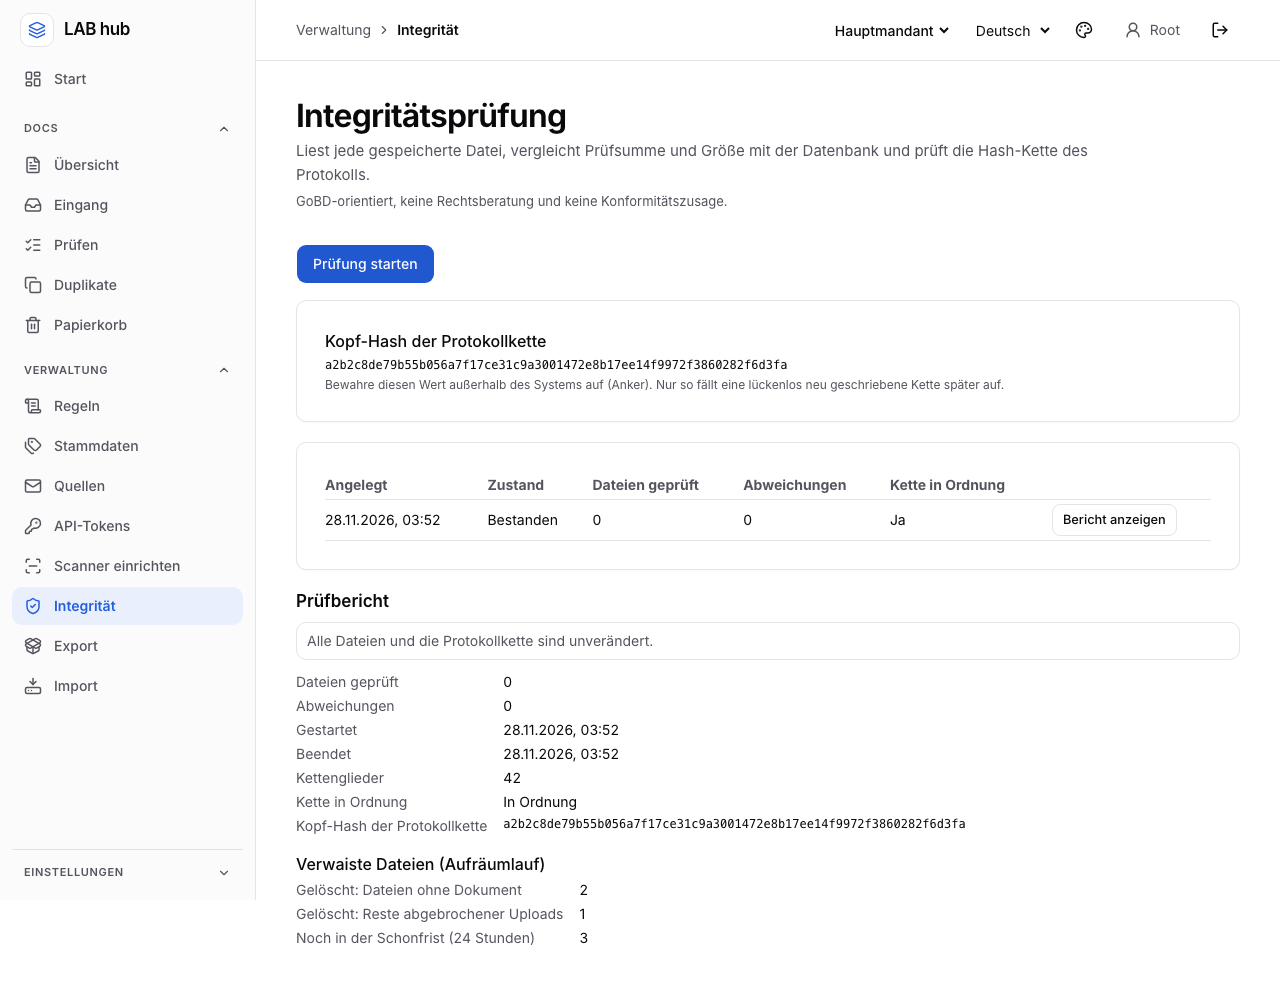 LAB hub
Start
DOCS
Übersicht
Eingang
Prüfen
Duplikate
Papierkorb
VERWALTUNG
Regeln
Stammdaten
Quellen
API-Tokens
Scanner einrichten
Integrität
Export
Import
EINSTELLUNGEN
Verwaltung > Integrität
Hauptmandant
Deutsch
Root
Integritätsprüfung
Liest jede gespeicherte Datei, vergleicht Prüfsumme und Größe mit der Datenbank und prüft die Hash-Kette des
Protokolls.
GoBD-orientiert, keine Rechtsberatung und keine Konformitätszusage.
Prüfung starten
Kopf-Hash der Protokollkette
a2b2c8de79b55b056a7f17ce31c9a3001472e8b17ee14f9972f3860282f6d3fa
Bewahre diesen Wert außerhalb des Systems auf (Anker). Nur so fällt eine lückenlos neu geschriebene Kette später auf.
Angelegt Zustand Dateien geprüft Abweichungen Kette in Ordnung
28.11.2026, 03:52 Bestanden 0 0 Ja Bericht anzeigen
Prüfbericht
Alle Dateien und die Protokollkette sind unverändert.
Dateien geprüft 0
Abweichungen 0
Gestartet 28.11.2026, 03:52
Beendet 28.11.2026, 03:52
Kettenglieder 42
Kette in Ordnung In Ordnung
Kopf-Hash der Protokollkette a2b2c8de79b55b056a7f17ce31c9a3001472e8b17ee14f9972f3860282f6d3fa
Verwaiste Dateien (Aufräumlauf)
Gelöscht: Dateien ohne Dokument 2
Gelöscht: Reste abgebrochener Uploads 1
Noch in der Schonfrist (24 Stunden) 3